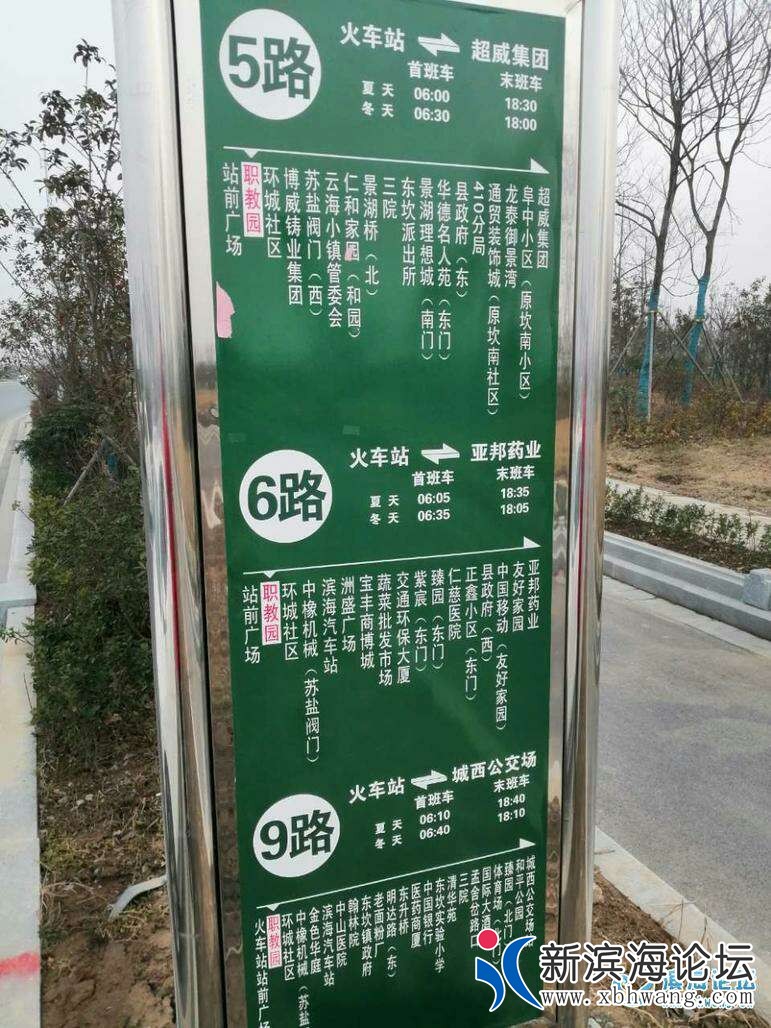 5路
火车站 ⇌ 超威集团
首班车 末班车
夏天 06:00 18:30
冬天 06:30 18:00
站前广场
职教园
环城社区
博威铸业集团
苏盐阀门（西）
云海小镇管委会
仁和家园（和园）
景湖桥（北）
三院
东坎派出所
景湖理想城（南门）
华德名人苑（东门）
县政府（东）
410分局
通贸装饰城（原坎南社区）
龙泰御景湾
阜中小区（原坎南小区）
超威集团
6路
火车站 ⇌ 亚邦药业
首班车 末班车
夏天 06:05 18:35
冬天 06:35 18:05
站前广场
职教园
环城社区
中橡机械（苏盐阀门）
滨海汽车站
洲盛广场
宝丰商博城
蔬菜批发市场
交通环保大厦
紫宸（东门）
臻园（东门）
仁慈医院
正鑫小区（东门）
县政府（西）
中国移动（友好家园）
友好家园
亚邦药业
9路
火车站 ⇌ 城西公交场
首班车 末班车
夏天 06:10 18:40
冬天 06:40 18:10
火车站站前广场
职教园
环城社区
中橡机械（苏盐
金色华庭
滨海汽车站
中山医院
翰林院
东坎镇政府
老面粉厂
明达路（东）
东升桥
医药商厦
中国银行
东坎实验小学
清华苑
三院
孟舍岔路口
国际大酒
体育场（北门
臻园（北门
和平公园
城西公交场
新滨海论坛
www.xbhwang.com